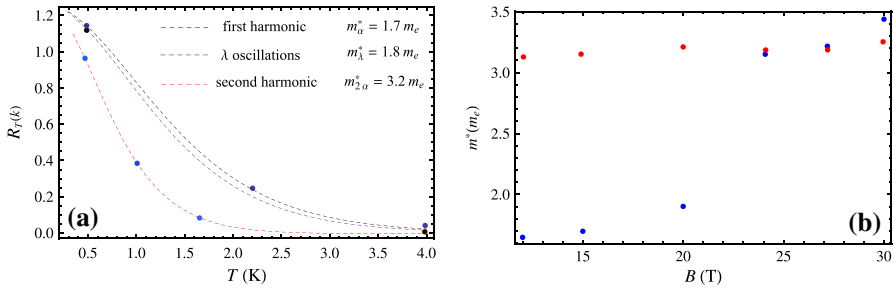 1.2
1.0
0.8
0.6
0.4
0.2
0.0
R_T(k)
first harmonic m*_α = 1.7 m_e
λ oscillations m*_λ = 1.8 m_e
second harmonic m*_{2α} = 3.2 m_e
(a)
0.5 1.0 1.5 2.0 2.5 3.0 3.5 4.0
T (K)
3.5
3.0
2.5
2.0
m*(m_e)
(b)
15 20 25 30
B (T)